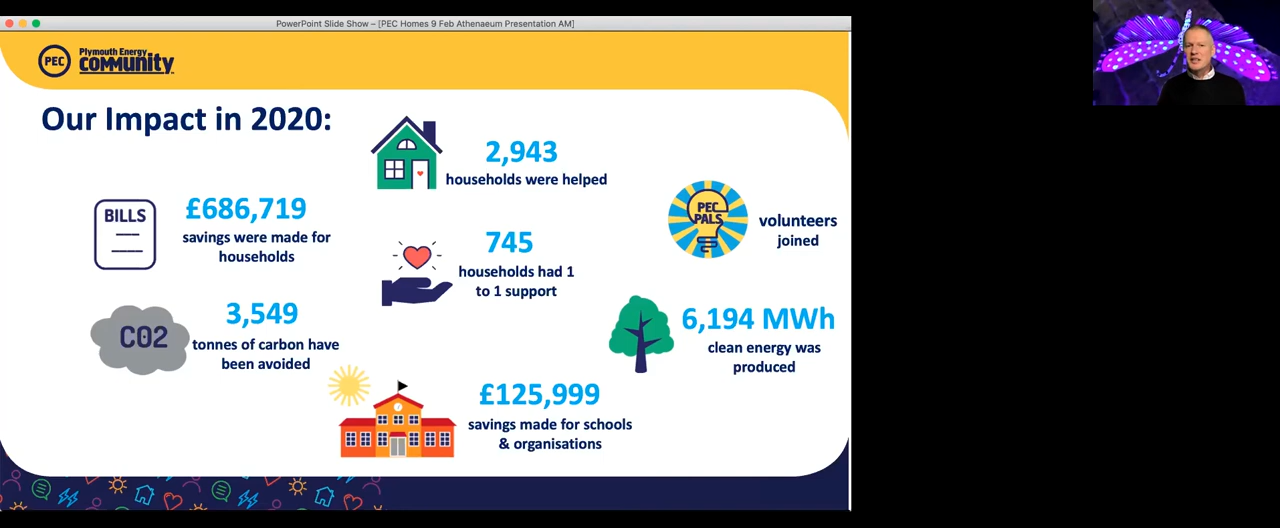 PowerPoint Slide Show – [PEC Homes 9 Feb Athenaeum Presentation AM]
PEC
Plymouth Energy
community
Our Impact in 2020:
2,943
households were helped
BILLS
£686,719
savings were made for
households
745
households had 1
to 1 support
PEC
PALS
volunteers
joined
CO2
3,549
tonnes of carbon have
been avoided
6,194 MWh
clean energy was
produced
£125,999
savings made for schools
& organisations